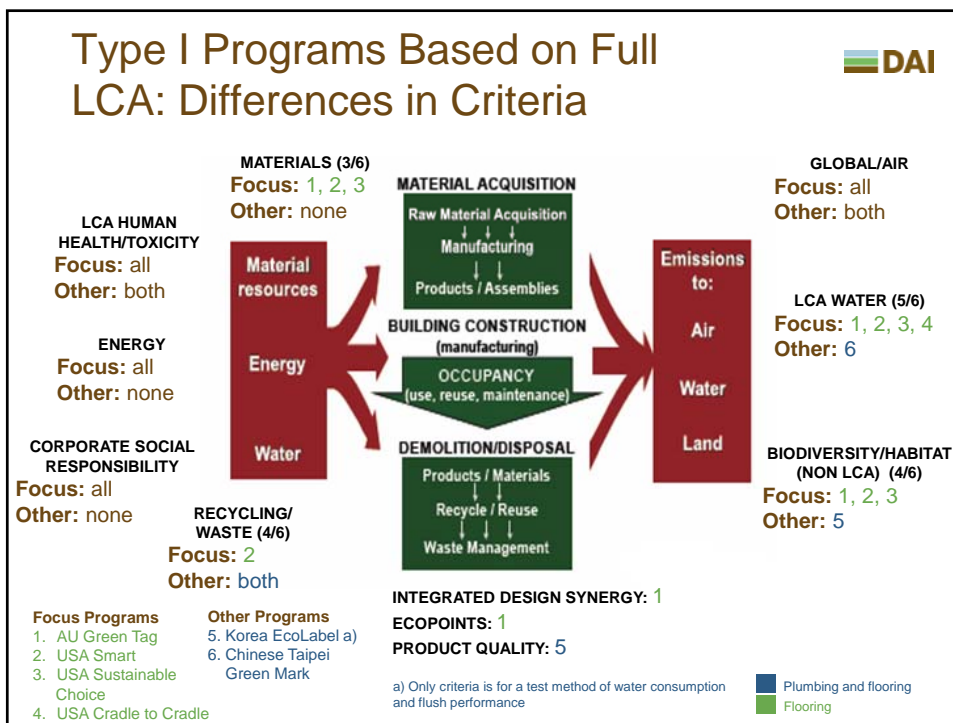 Type I Programs Based on Full
LCA: Differences in Criteria
DAI
MATERIALS (3/6)
Focus: 1, 2, 3
Other: none
GLOBAL/AIR
Focus: all
Other: both
LCA HUMAN
HEALTH/TOXICITY
Focus: all
Other: both
ENERGY
Focus: all
Other: none
CORPORATE SOCIAL
RESPONSIBILITY
Focus: all
Other: none
RECYCLING/
WASTE (4/6)
Focus: 2
Other: both
Material
resources
Energy
Water
MATERIAL ACQUISITION
Raw Material Acquisition
Manufacturing
Products / Assemblies
BUILDING CONSTRUCTION
(manufacturing)
OCCUPANCY
(use, reuse, maintenance)
DEMOLITION/DISPOSAL
Products / Materials
Recycle / Reuse
Waste Management
Emissions
to:
Air
Water
Land
LCA WATER (5/6)
Focus: 1, 2, 3, 4
Other: 6
BIODIVERSITY/HABITAT
(NON LCA) (4/6)
Focus: 1, 2, 3
Other: 5
INTEGRATED DESIGN SYNERGY: 1
ECOPOINTS: 1
PRODUCT QUALITY: 5
Focus Programs
1. AU Green Tag
2. USA Smart
3. USA Sustainable
Choice
4. USA Cradle to Cradle
Other Programs
5. Korea EcoLabel a)
6. Chinese Taipei
Green Mark
a) Only criteria is for a test method of water consumption
and flush performance
Plumbing and flooring
Flooring